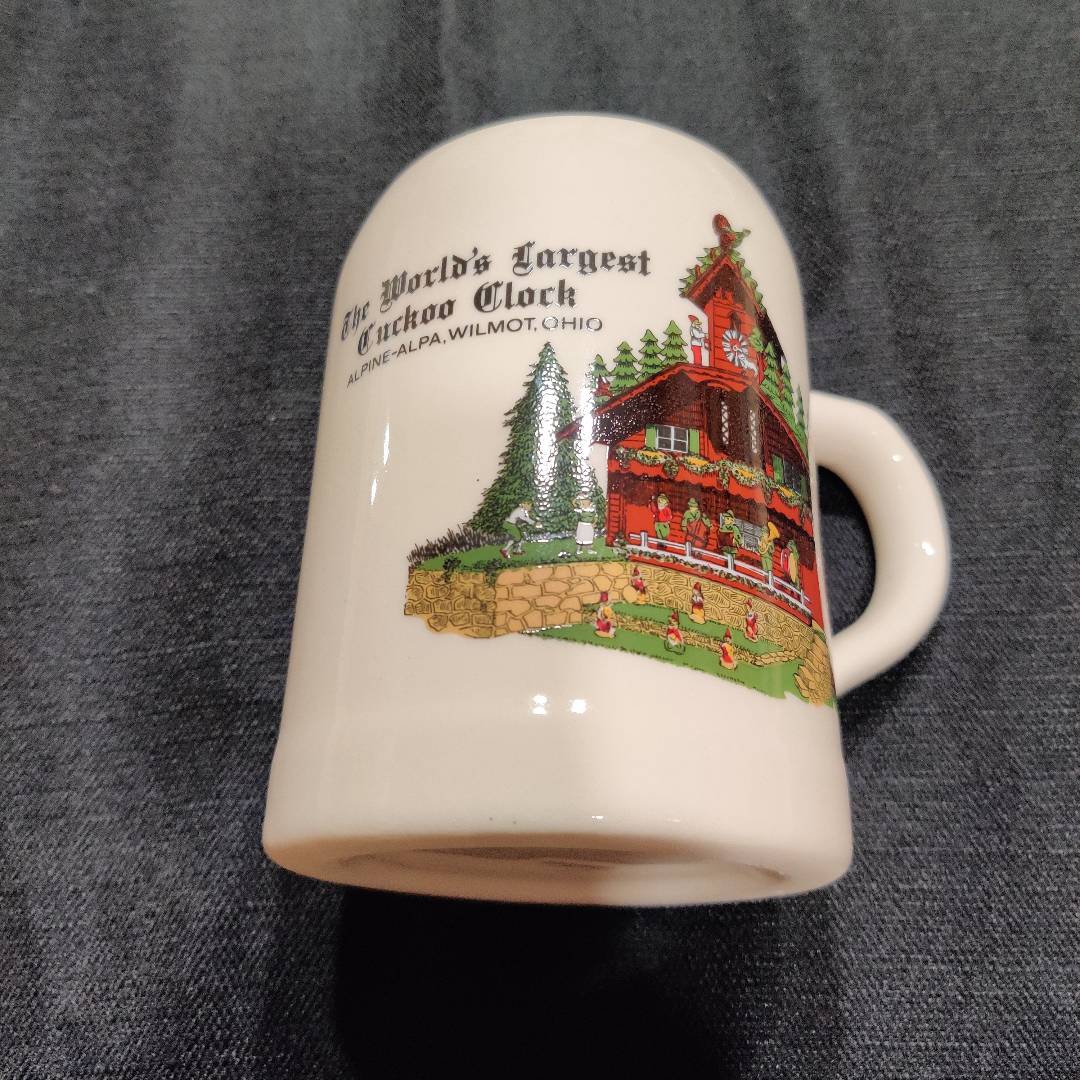 The World's Largest
Cuckoo Clock
ALPINE-ALPA, WILMOT, OHIO